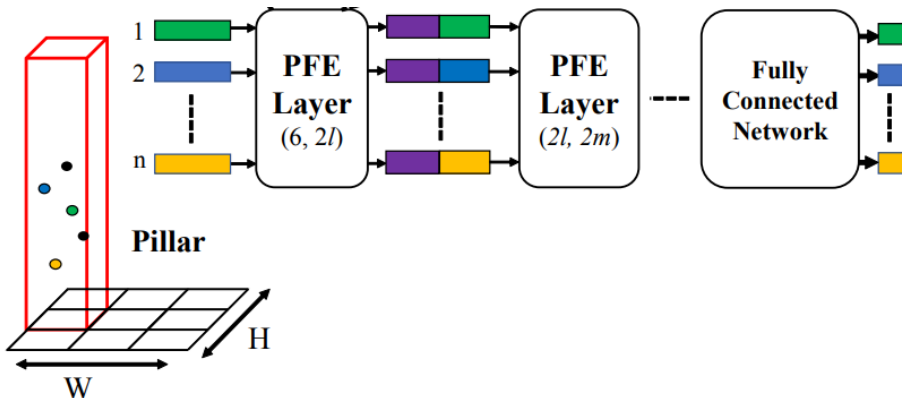 1
2
n
PFE
Layer
(6, 2l)
PFE
Layer
(2l, 2m)
Fully
Connected
Network
Pillar
H
W